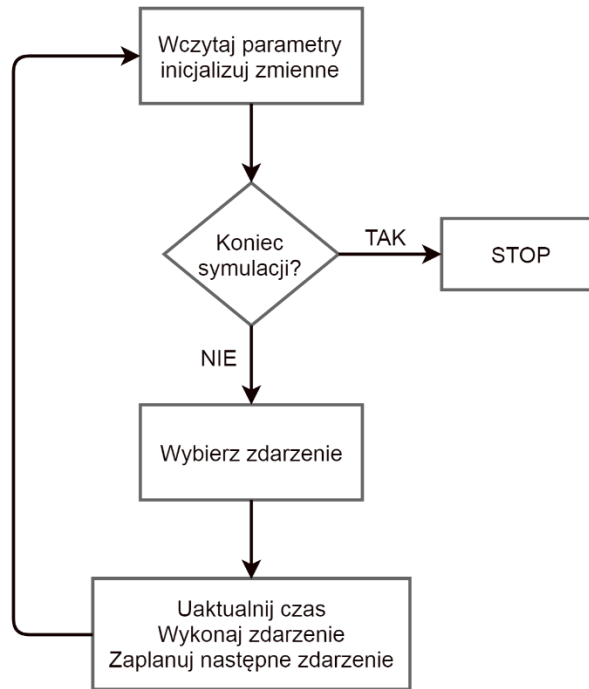 Wczytaj parametry
inicjalizuj zmienne
Koniec
symulacji?
TAK
STOP
NIE
Wybierz zdarzenie
Uaktualnij czas
Wykonaj zdarzenie
Zaplanuj następne zdarzenie